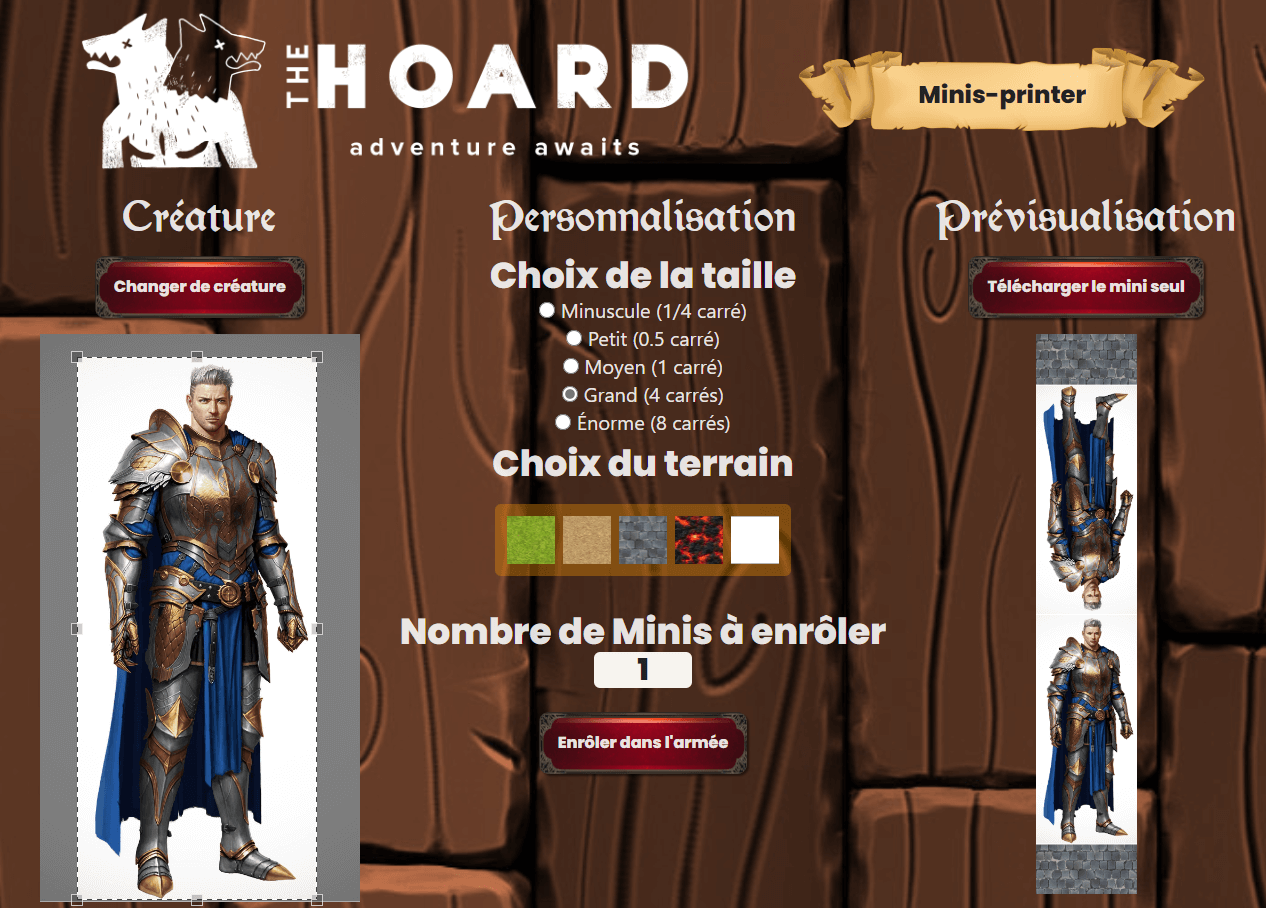 THE HOARD
adventure awaits
Minis-printer
Créature
Changer de créature
Personnalisation
Choix de la taille
Minuscule (1/4 carré)
Petit (0.5 carré)
Moyen (1 carré)
Grand (4 carrés)
Énorme (8 carrés)
Choix du terrain
Nombre de Minis à enrôler
1
Enrôler dans l'armée
Prévisualisation
Télécharger le mini seul